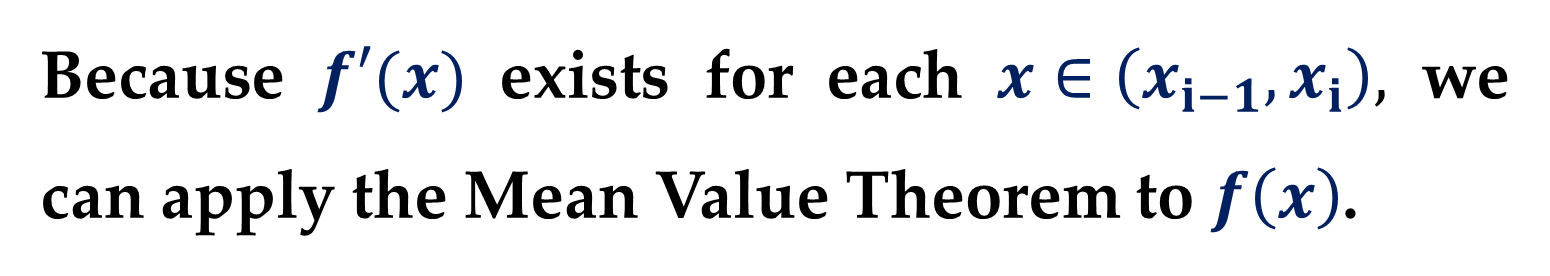 Because f′(x) exists for each x ∈ (xᵢ₋₁, xᵢ), we
can apply the Mean Value Theorem to f(x).